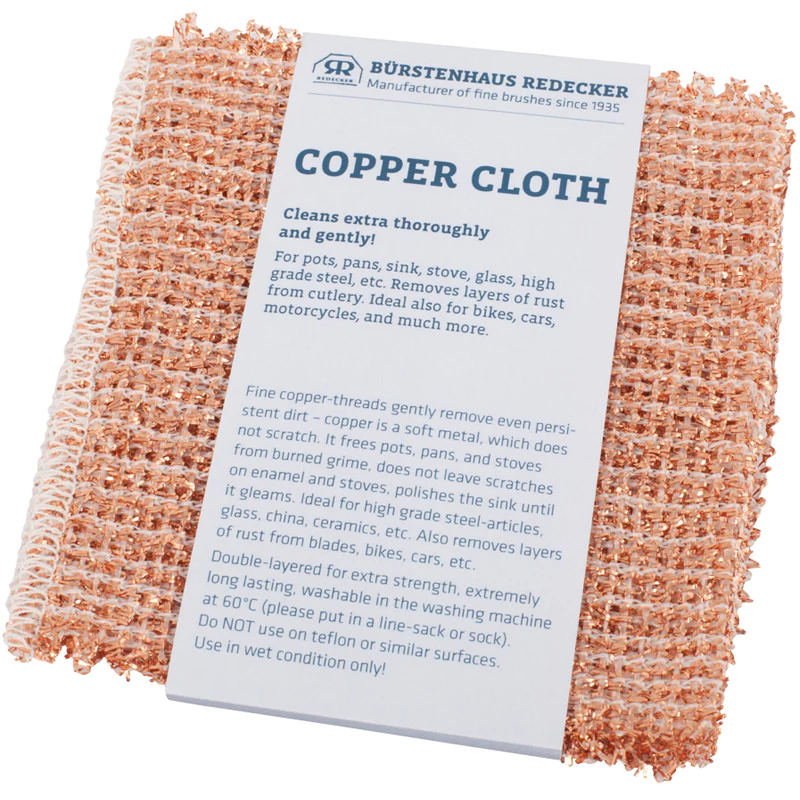 REDECKER
BÜRSTENHAUS REDECKER
Manufacturer of fine brushes since 1935
COPPER CLOTH
Cleans extra thoroughly
and gently!
For pots, pans, sink, stove, glass, high
grade steel, etc. Removes layers of rust
from cutlery. Ideal also for bikes, cars,
motorcycles, and much more.
Fine copper-threads gently remove even persi-
stent dirt – copper is a soft metal, which does
not scratch. It frees pots, pans, and stoves
from burned grime, does not leave scratches
on enamel and stoves, polishes the sink until
it gleams. Ideal for high grade steel-articles,
glass, china, ceramics, etc. Also removes layers
of rust from blades, bikes, cars, etc.
Double-layered for extra strength, extremely
long lasting, washable in the washing machine
at 60°C (please put in a line-sack or sock).
Do NOT use on teflon or similar surfaces.
Use in wet condition only!